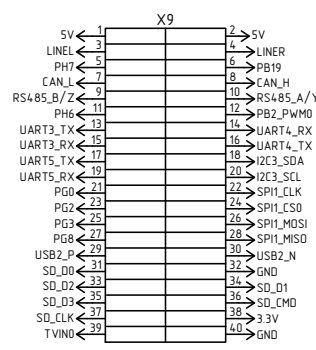 X9
5V 1 2 5V
LINEL 3 4 LINER
PH7 5 6 PB19
CAN_L 7 8 CAN_H
RS485_B/Z 9 10 RS485_A/Y
PH6 11 12 PB2_PWM0
UART3_TX 13 14 UART4_RX
UART3_RX 15 16 UART4_TX
UART5_TX 17 18 I2C3_SDA
UART5_RX 19 20 I2C3_SCL
PG0 21 22 SPI1_CLK
PG2 23 24 SPI1_CS0
PG3 25 26 SPI1_MOSI
PG8 27 28 SPI1_MISO
USB2_P 29 30 USB2_N
SD_D0 31 32 GND
SD_D2 33 34 SD_D1
SD_D3 35 36 SD_CMD
SD_CLK 37 38 3.3V
TVIN0 39 40 GND